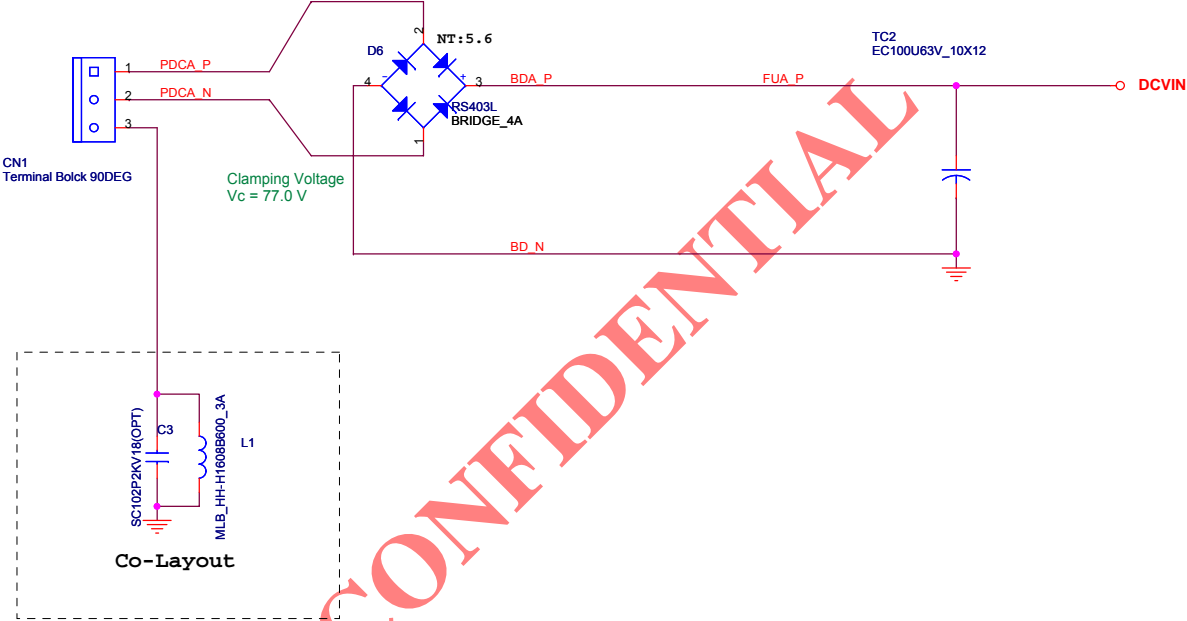 TC2
EC100U63V_10X12
2
NT:5.6
D6
1
PDCA_P
4
-
+
3
BDA_P
FUA_P
DCVIN
2
PDCA_N
RS403L
BRIDGE_4A
3
1
CN1
Terminal Bolck 90DEG
Clamping Voltage
Vc = 77.0 V
BD_N
CONFIDENTIAL
SC102P2KV18(OPT)
C3
MLB_HH-H1608B600_3A
L1
Co-Layout